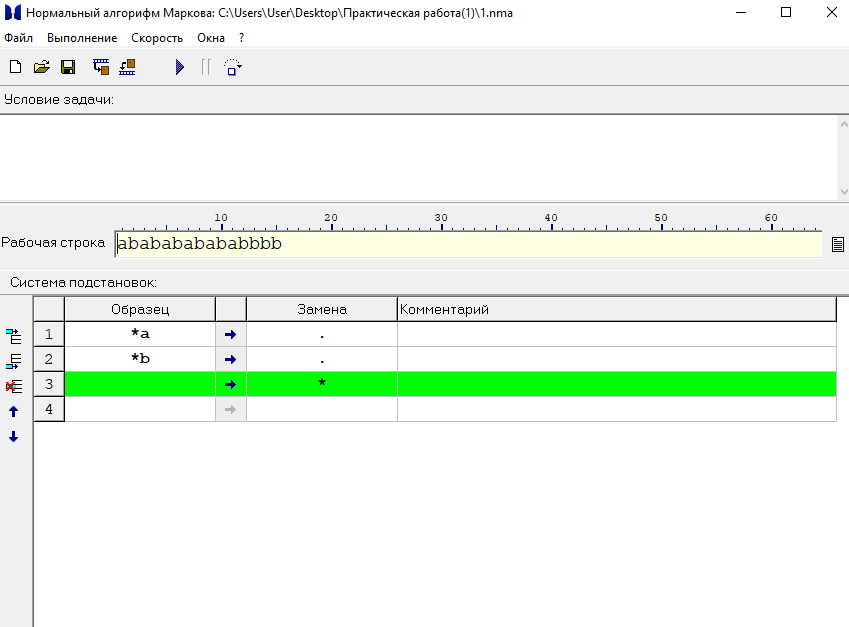 Нормальный алгорифм Маркова: C:\Users\User\Desktop\Практическая работа(1)\1.nma
Файл Выполнение Скорость Окна ?
Условие задачи:
10 20 30 40 50 60
Рабочая строка ababababababbbb
Система подстановок:
Образец Замена Комментарий
1 *a → .
2 *b → .
3 → *
4 →